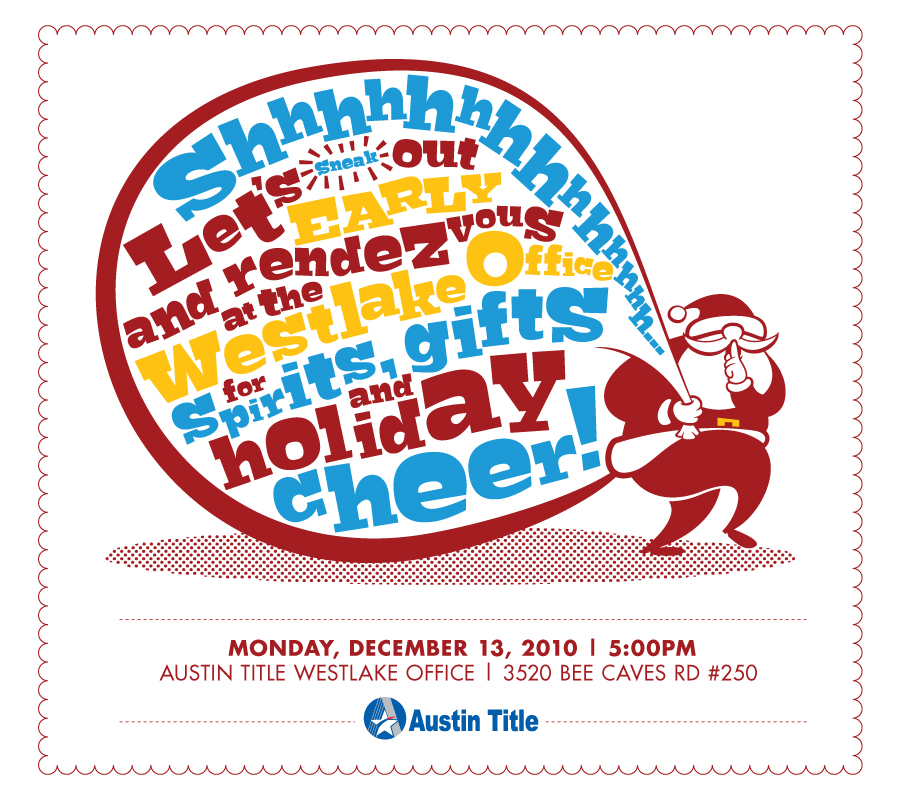 Shhhhhhhhhhhhhhhh...
Let's Sneak out
EARLY
and rendezvous
at the
Westlake Office
for
spirits, gifts
and
holiday
cheer!
MONDAY, DECEMBER 13, 2010 | 5:00PM
AUSTIN TITLE WESTLAKE OFFICE | 3520 BEE CAVES RD #250
Austin Title